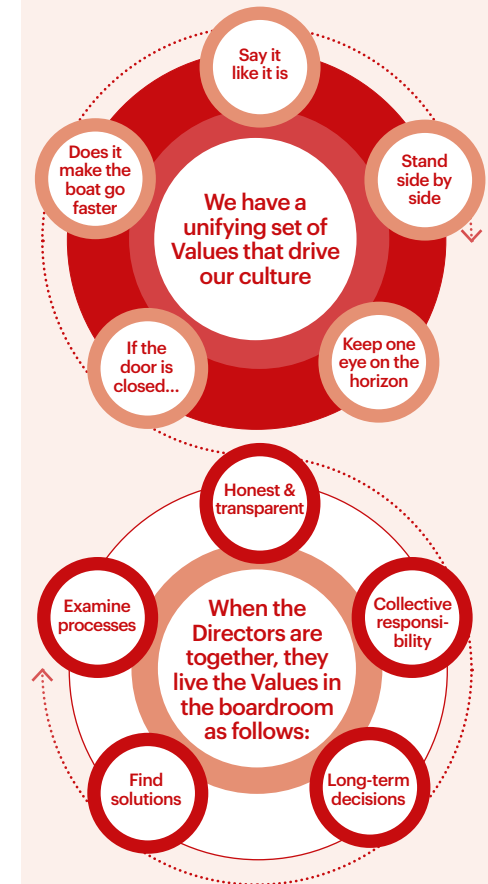 Say it
like it is
Does it
make the
boat go
faster
Stand
side by
side
We have a
unifying set of
Values that drive
our culture
If the
door is
closed...
Keep one
eye on the
horizon
Honest &
transparent
Examine
processes
Collective
responsi-
bility
When the
Directors are
together, they
live the Values in
the boardroom
as follows:
Find
solutions
Long-term
decisions